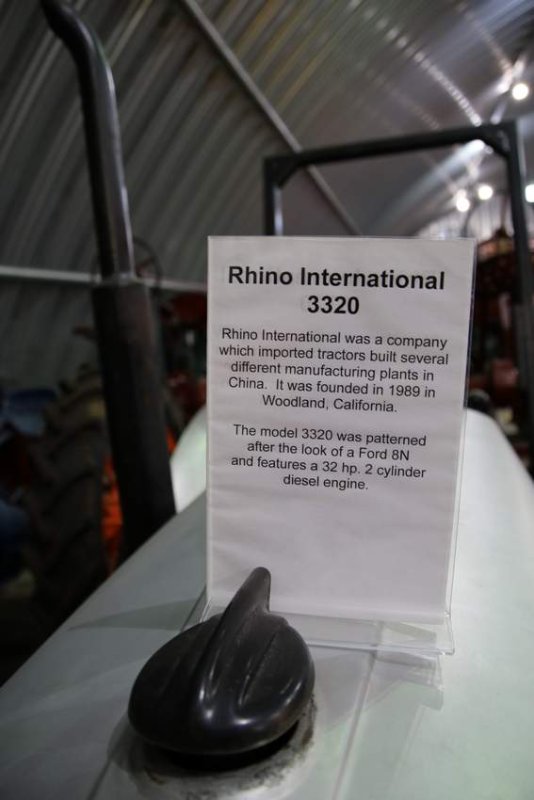 Rhino International
3320
Rhino International was a company
which imported tractors built several
different manufacturing plants in
China. It was founded in 1989 in
Woodland, California.
The model 3320 was patterned
after the look of a Ford 8N
and features a 32 hp. 2 cylinder
diesel engine.